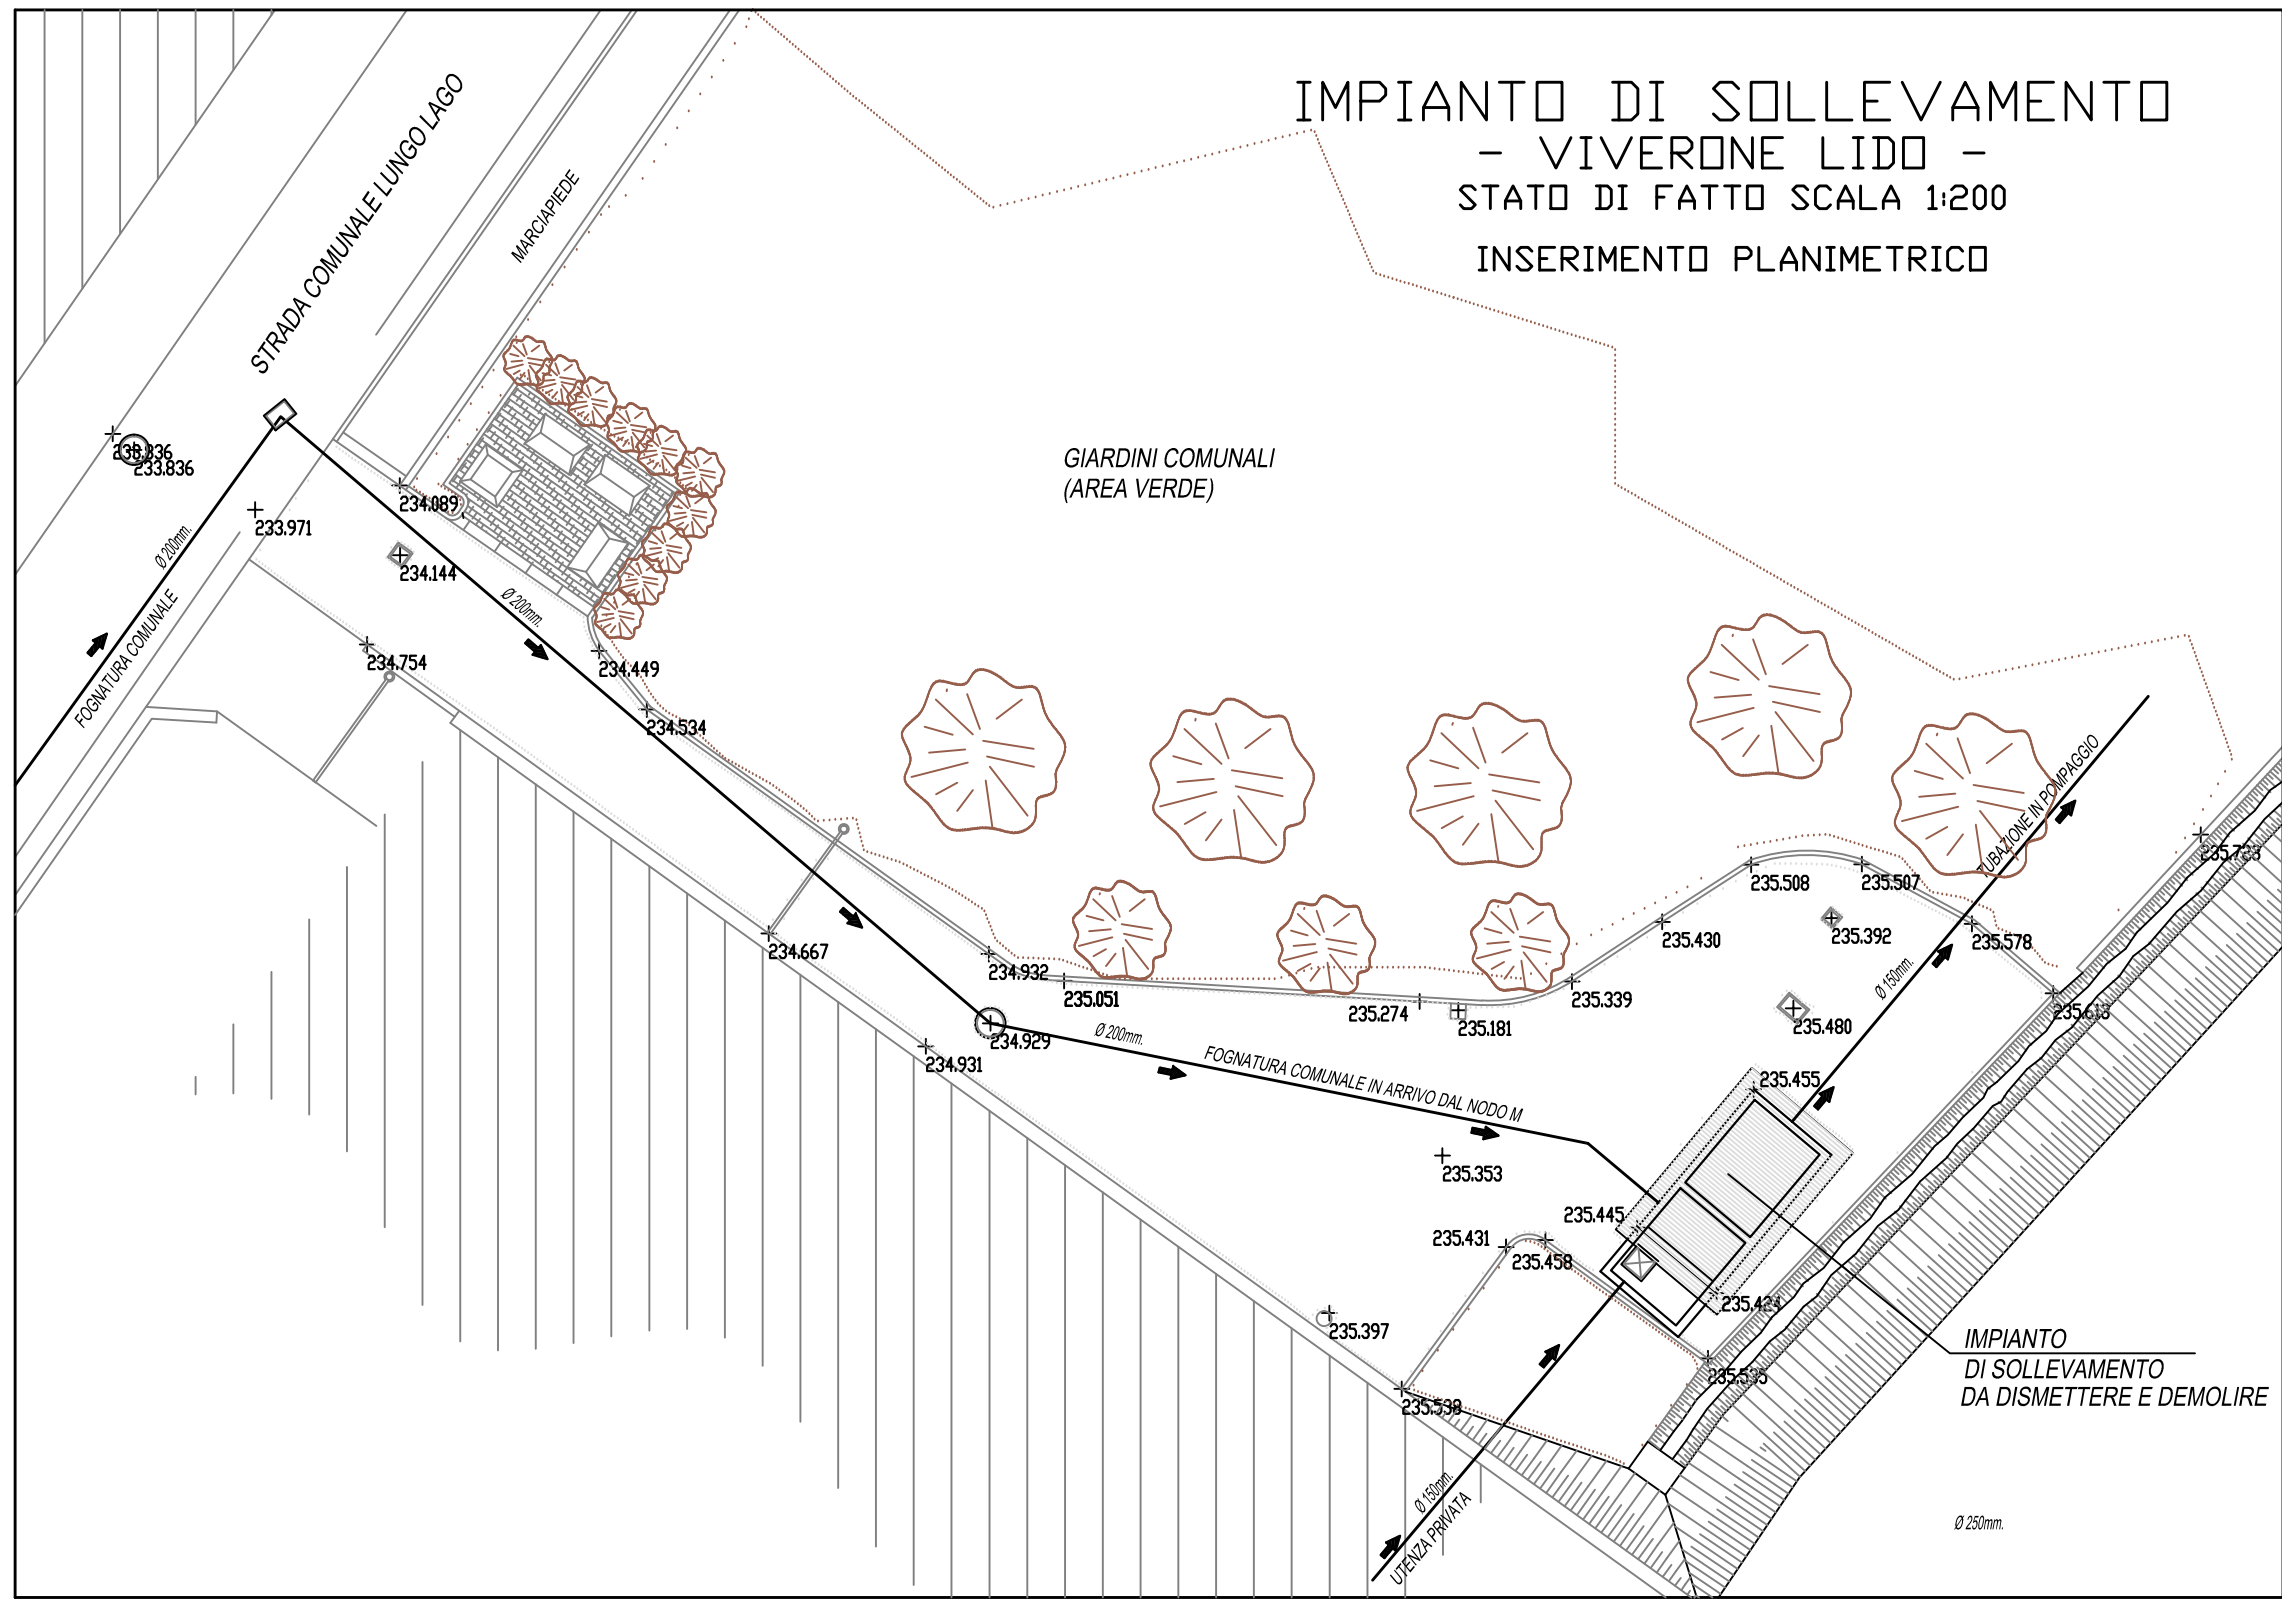 IMPIANTO DI SOLLEVAMENTO
- VIVERONE LIDO -
STATO DI FATTO SCALA 1:200
INSERIMENTO PLANIMETRICO
STRADA COMUNALE LUNGO LAGO
MARCIAPIEDE
GIARDINI COMUNALI
(AREA VERDE)
233.836
233.971
234.089
234.144
Ø 200mm.
FOGNATURA COMUNALE
Ø 200mm.
234.754
234.449
234.534
234.667
234.932
235.051
234.929
234.931
Ø 200mm.
FOGNATURA COMUNALE IN ARRIVO DAL NODO M
235.274
235.181
235.339
235.430
235.508
235.507
235.392
235.578
235.480
TUBAZIONE IN POMPAGGIO
Ø 150mm.
235.455
235.353
235.445
235.431
235.458
235.397
235.538
Ø 150mm.
UTENZA PRIVATA
IMPIANTO
DI SOLLEVAMENTO
DA DISMETTERE E DEMOLIRE
Ø 250mm.